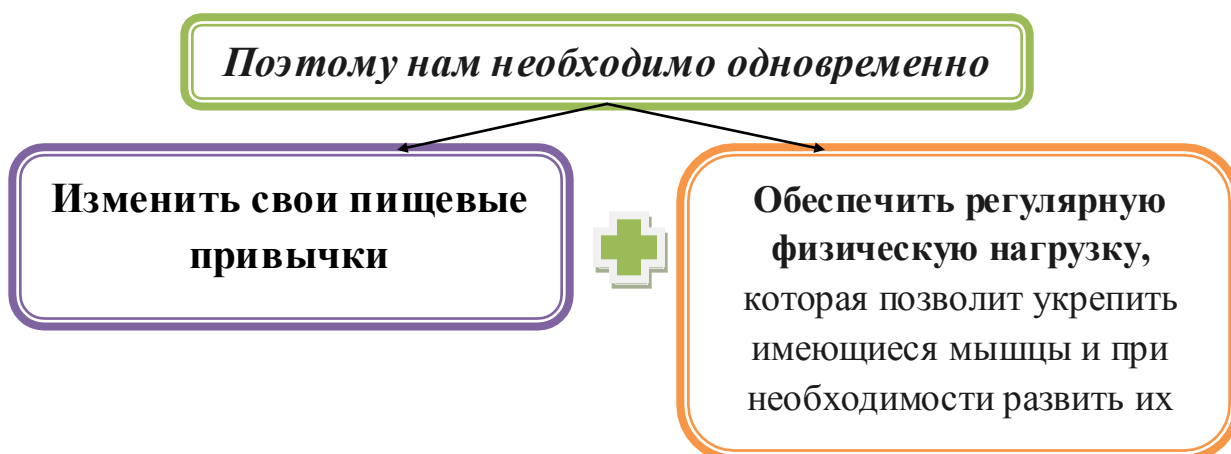 Поэтому нам необходимо одновременно
Изменить свои пищевые
привычки
Обеспечить регулярную
физическую нагрузку,
которая позволит укрепить
имеющиеся мышцы и при
необходимости развить их